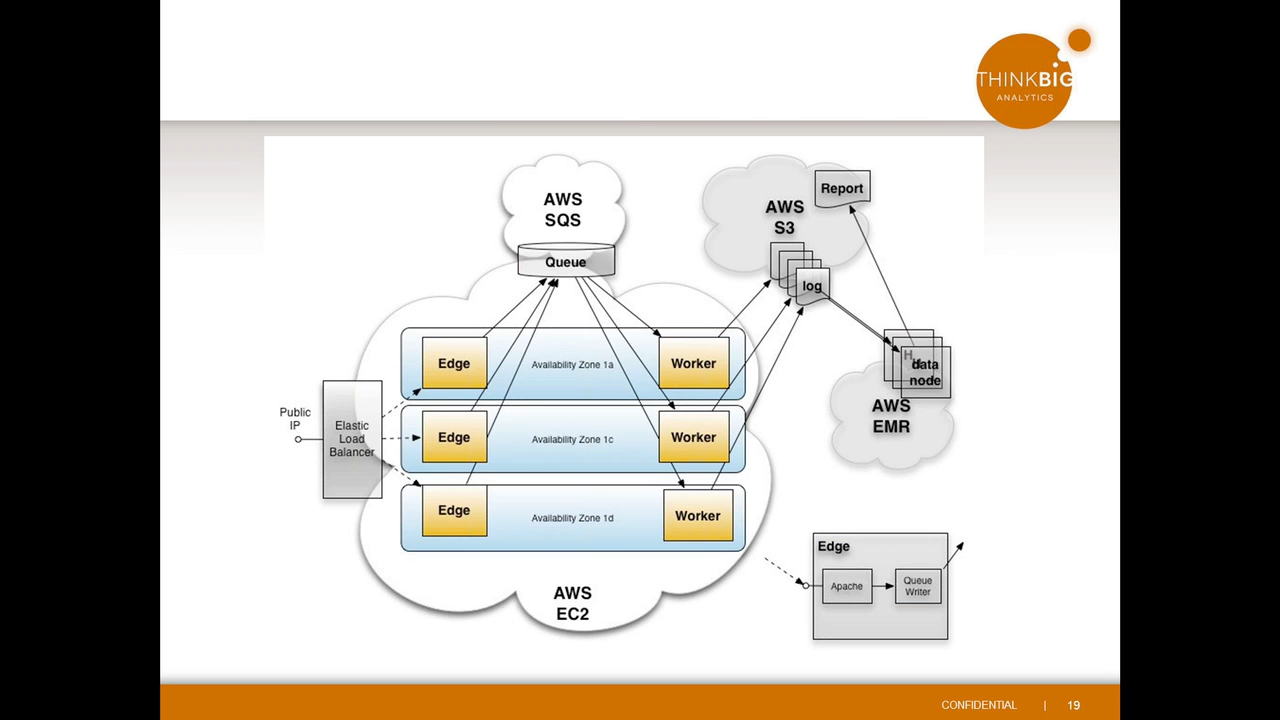 THINKBIG
ANALYTICS
AWS
SQS
Queue
AWS
S3
Report
log
H
data
node
AWS
EMR
Public
IP
Elastic
Load
Balancer
Edge
Availability Zone 1a
Worker
Edge
Availability Zone 1c
Worker
Edge
Availability Zone 1d
Worker
AWS
EC2
Edge
Apache
Queue
Writer
CONFIDENTIAL | 19